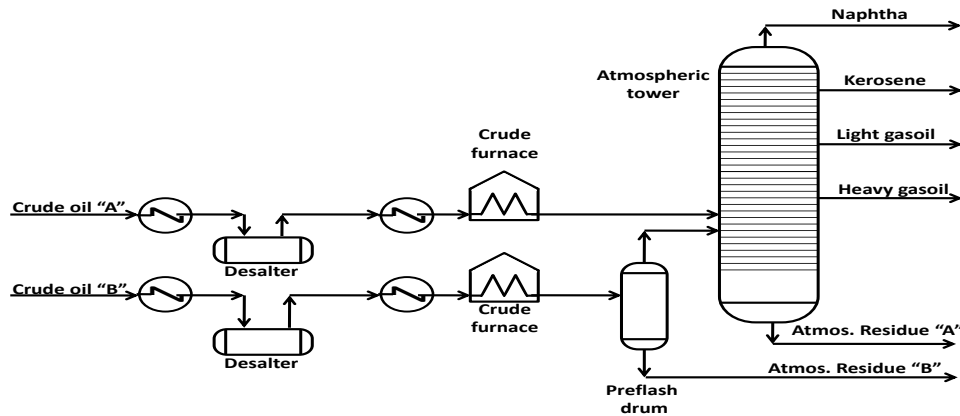 Naphtha
Atmospheric
tower
Kerosene
Crude
furnace
Light gasoil
Heavy gasoil
Crude oil “A”
Desalter
Crude oil “B”
Crude
furnace
Atmos. Residue “A”
Desalter
Atmos. Residue “B”
Preflash
drum